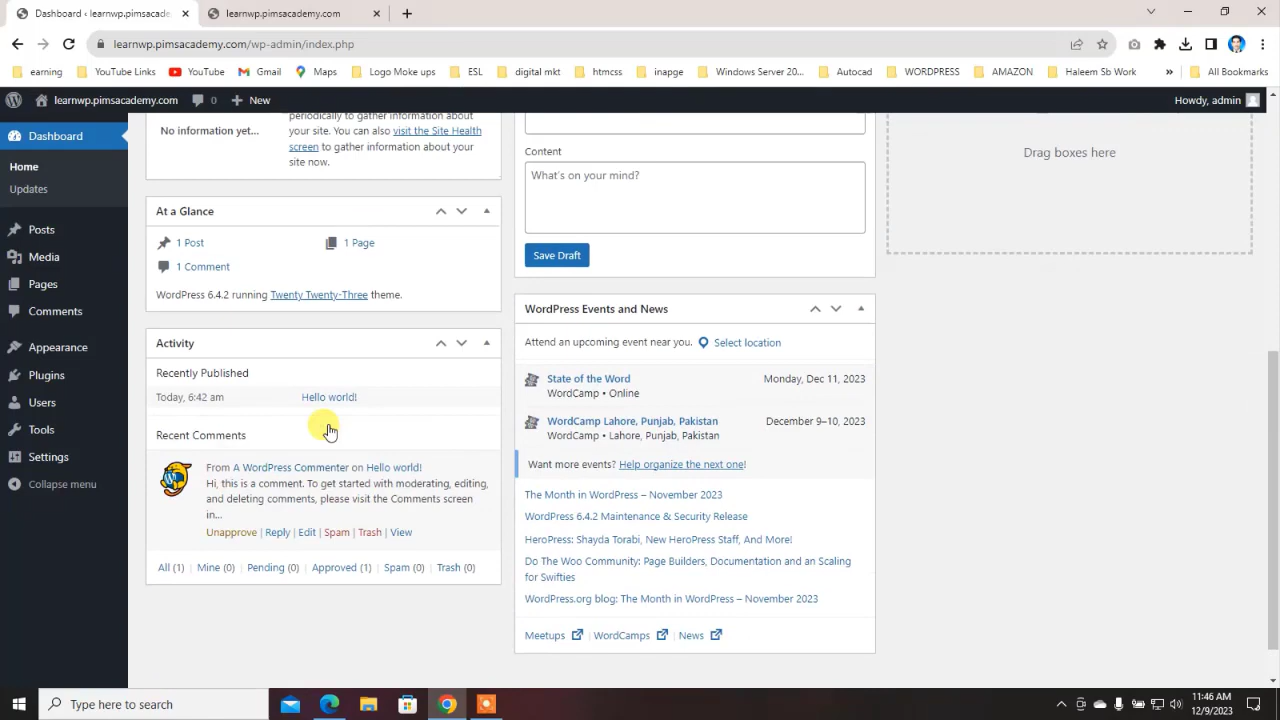 Dashboard ‹ learnwp.pimsacade
learnwp.pimsacademy.com
learnwp.pimsacademy.com/wp-admin/index.php
earning
YouTube Links
YouTube
Gmail
Maps
Logo Moke ups
ESL
digital mkt
htmcss
inapge
Windows Server 20...
Autocad
WORDPRESS
AMAZON
Haleem Sb Work
»
All Bookmarks
learnwp.pimsacademy.com
0
New
Howdy, admin
Dashboard
Home
Updates
Posts
Media
Pages
Comments
Appearance
Plugins
Users
Tools
Settings
Collapse menu
No information yet...
periodically to gather information about
your site. You can also visit the Site Health
screen to gather information about your
site now.
At a Glance
1 Post
1 Page
1 Comment
WordPress 6.4.2 running Twenty Twenty-Three theme.
Activity
Recently Published
Today, 6:42 am
Hello world!
Recent Comments
From A WordPress Commenter on Hello world!
Hi, this is a comment. To get started with moderating, editing,
and deleting comments, please visit the Comments screen
in...
Unapprove | Reply | Edit | Spam | Trash | View
All (1) | Mine (0) | Pending (0) | Approved (1) | Spam (0) | Trash (0)
Content
What's on your mind?
Save Draft
WordPress Events and News
Attend an upcoming event near you. Select location
State of the Word
Monday, Dec 11, 2023
WordCamp • Online
WordCamp Lahore, Punjab, Pakistan
December 9–10, 2023
WordCamp • Lahore, Punjab, Pakistan
Want more events? Help organize the next one!
The Month in WordPress – November 2023
WordPress 6.4.2 Maintenance & Security Release
HeroPress: Shayda Torabi, New HeroPress Staff, And More!
Do The Woo Community: Page Builders, Documentation and an Scaling
for Swifties
WordPress.org blog: The Month in WordPress – November 2023
Meetups | WordCamps | News
Drag boxes here
Type here to search
11:46 AM
12/9/2023